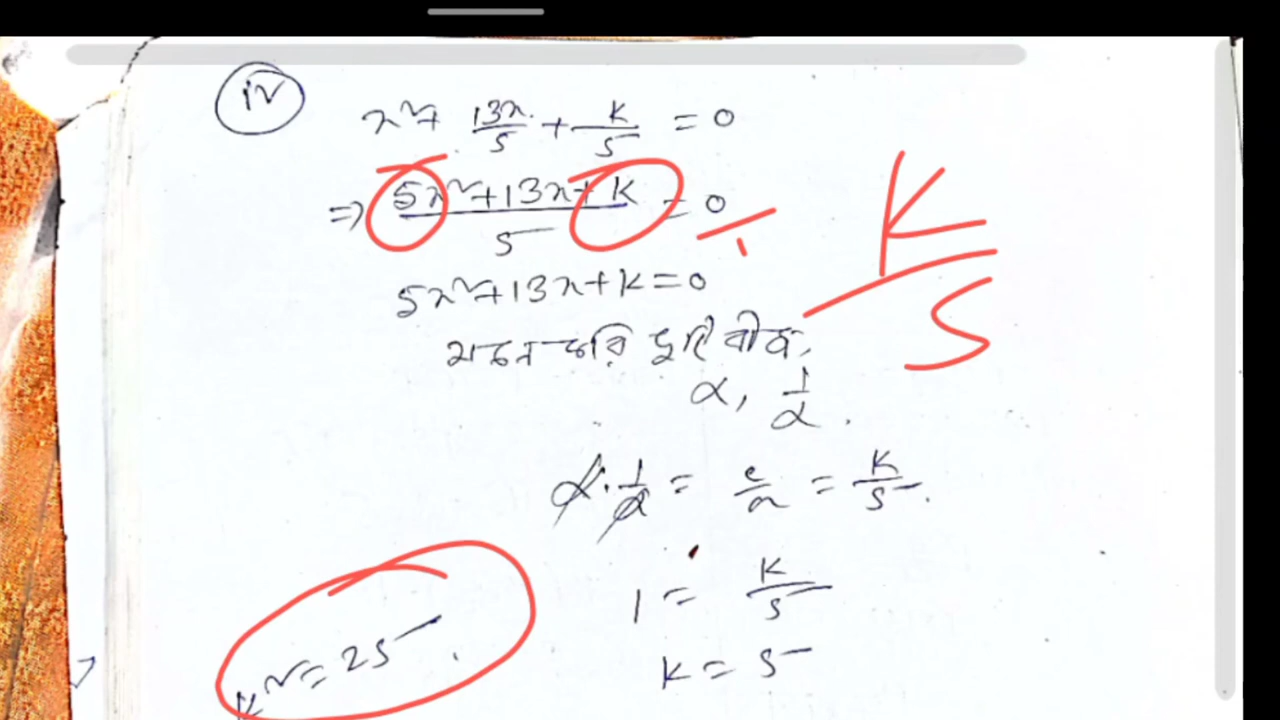 iv
x² + 13x/5 + k/5 = 0
⇒ 5x²+13x+k/5 = 0
K/5
5x²+13x+k=0
মনে করি দুটি বীজ,
α, 1/α.
α·1/α = c/a = K/5.
1 = K/5
K = 5
K² = 25.